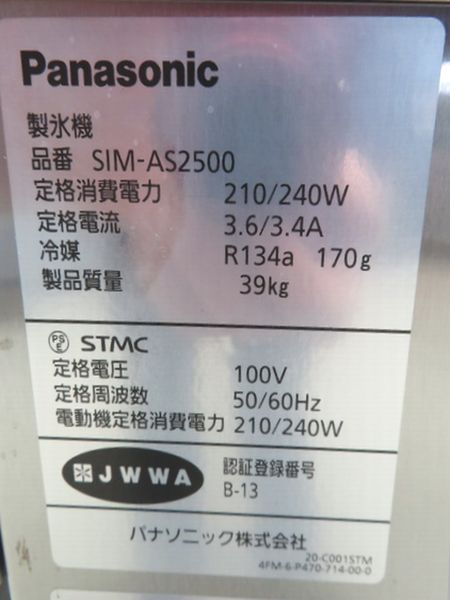 Panasonic
製氷機
品番 SIM-AS2500
定格消費電力 210/240W
定格電流 3.6/3.4A
冷媒 R134a 170g
製品質量 39kg
PSE STMC
定格電圧 100V
定格周波数 50/60Hz
電動機定格消費電力 210/240W
JWWA 認証登録番号
B-13
パナソニック株式会社
20-C001STM
4FM-6-P470-714-00-0